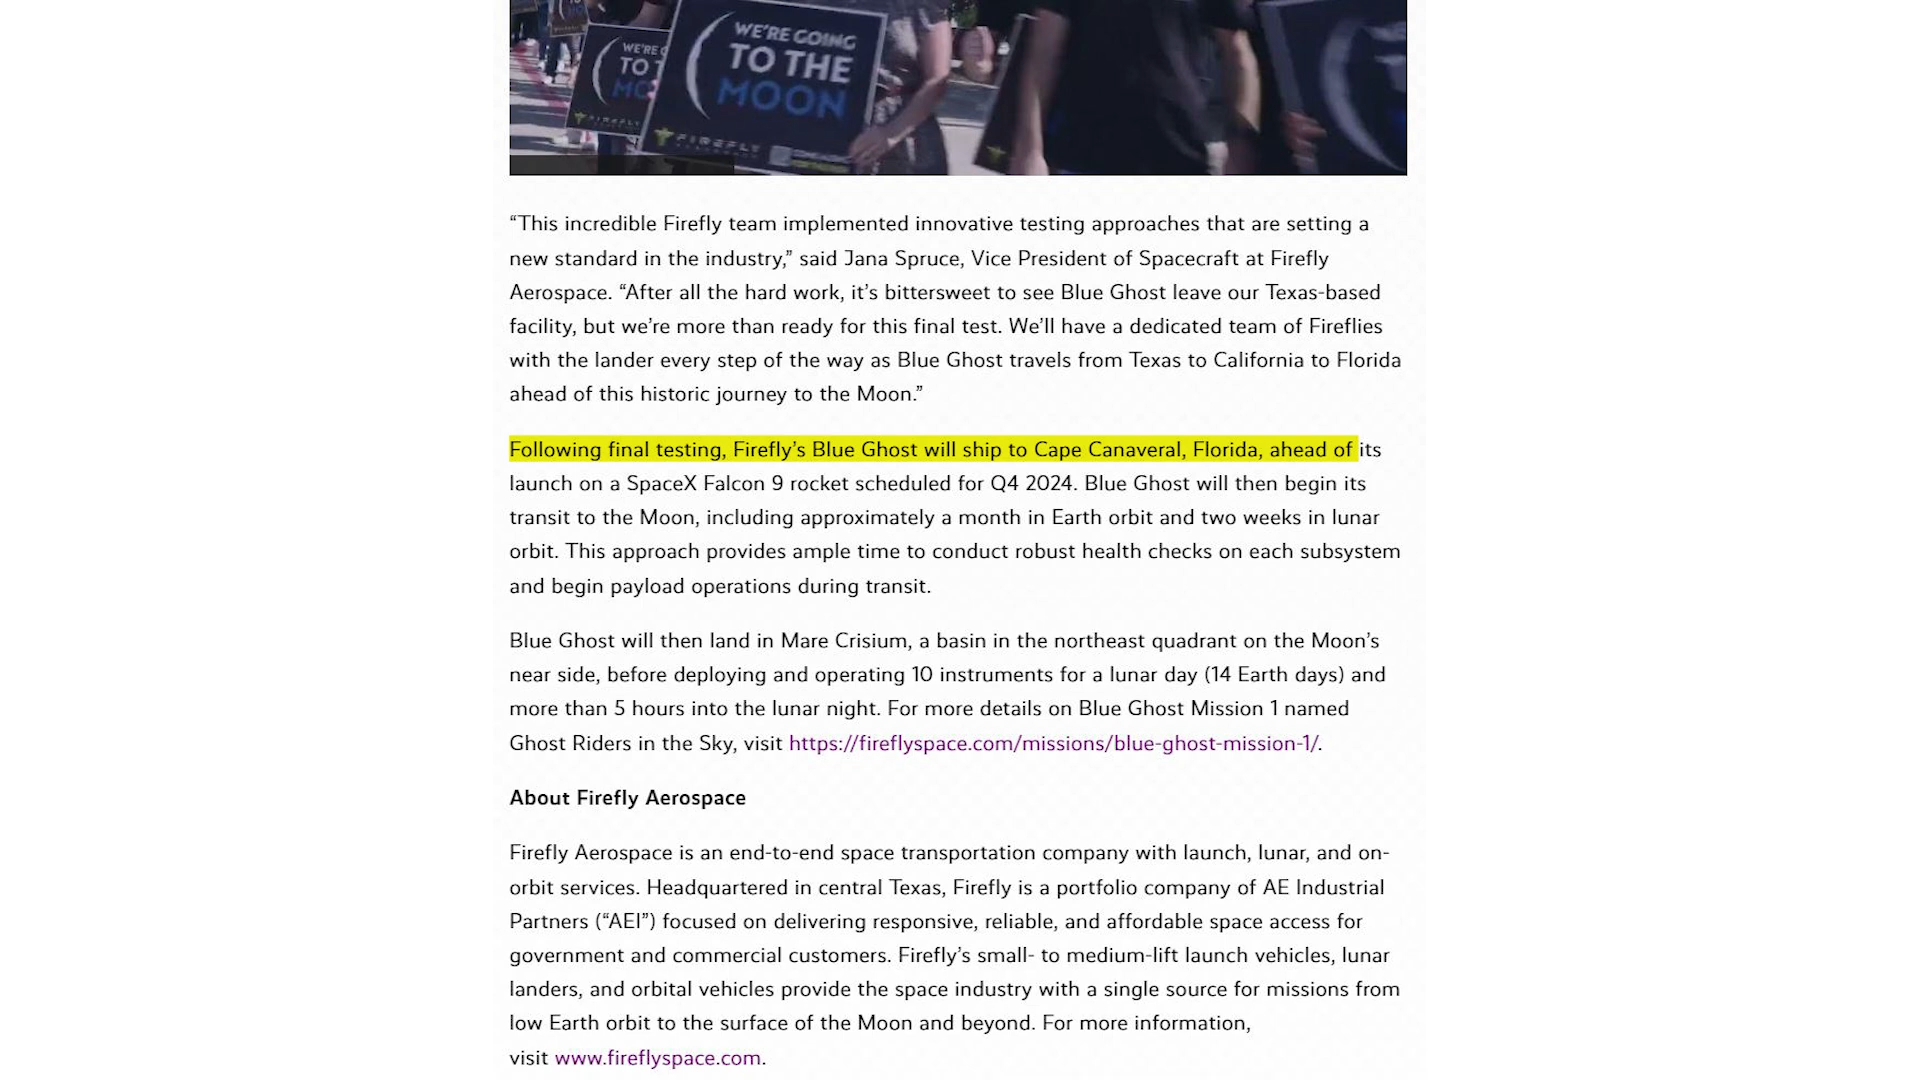 WE'RE GOING
TO THE
MOON
FIREFLY
WE'RE
TO
MO
FIREFLY
“This incredible Firefly team implemented innovative testing approaches that are setting a
new standard in the industry,” said Jana Spruce, Vice President of Spacecraft at Firefly
Aerospace. “After all the hard work, it’s bittersweet to see Blue Ghost leave our Texas-based
facility, but we’re more than ready for this final test. We’ll have a dedicated team of Fireflies
with the lander every step of the way as Blue Ghost travels from Texas to California to Florida
ahead of this historic journey to the Moon.”
Following final testing, Firefly’s Blue Ghost will ship to Cape Canaveral, Florida, ahead of its
launch on a SpaceX Falcon 9 rocket scheduled for Q4 2024. Blue Ghost will then begin its
transit to the Moon, including approximately a month in Earth orbit and two weeks in lunar
orbit. This approach provides ample time to conduct robust health checks on each subsystem
and begin payload operations during transit.
Blue Ghost will then land in Mare Crisium, a basin in the northeast quadrant on the Moon’s
near side, before deploying and operating 10 instruments for a lunar day (14 Earth days) and
more than 5 hours into the lunar night. For more details on Blue Ghost Mission 1 named
Ghost Riders in the Sky, visit https://fireflyspace.com/missions/blue-ghost-mission-1/.
About Firefly Aerospace
Firefly Aerospace is an end-to-end space transportation company with launch, lunar, and on-
orbit services. Headquartered in central Texas, Firefly is a portfolio company of AE Industrial
Partners (“AEI”) focused on delivering responsive, reliable, and affordable space access for
government and commercial customers. Firefly’s small- to medium-lift launch vehicles, lunar
landers, and orbital vehicles provide the space industry with a single source for missions from
low Earth orbit to the surface of the Moon and beyond. For more information,
visit www.fireflyspace.com.